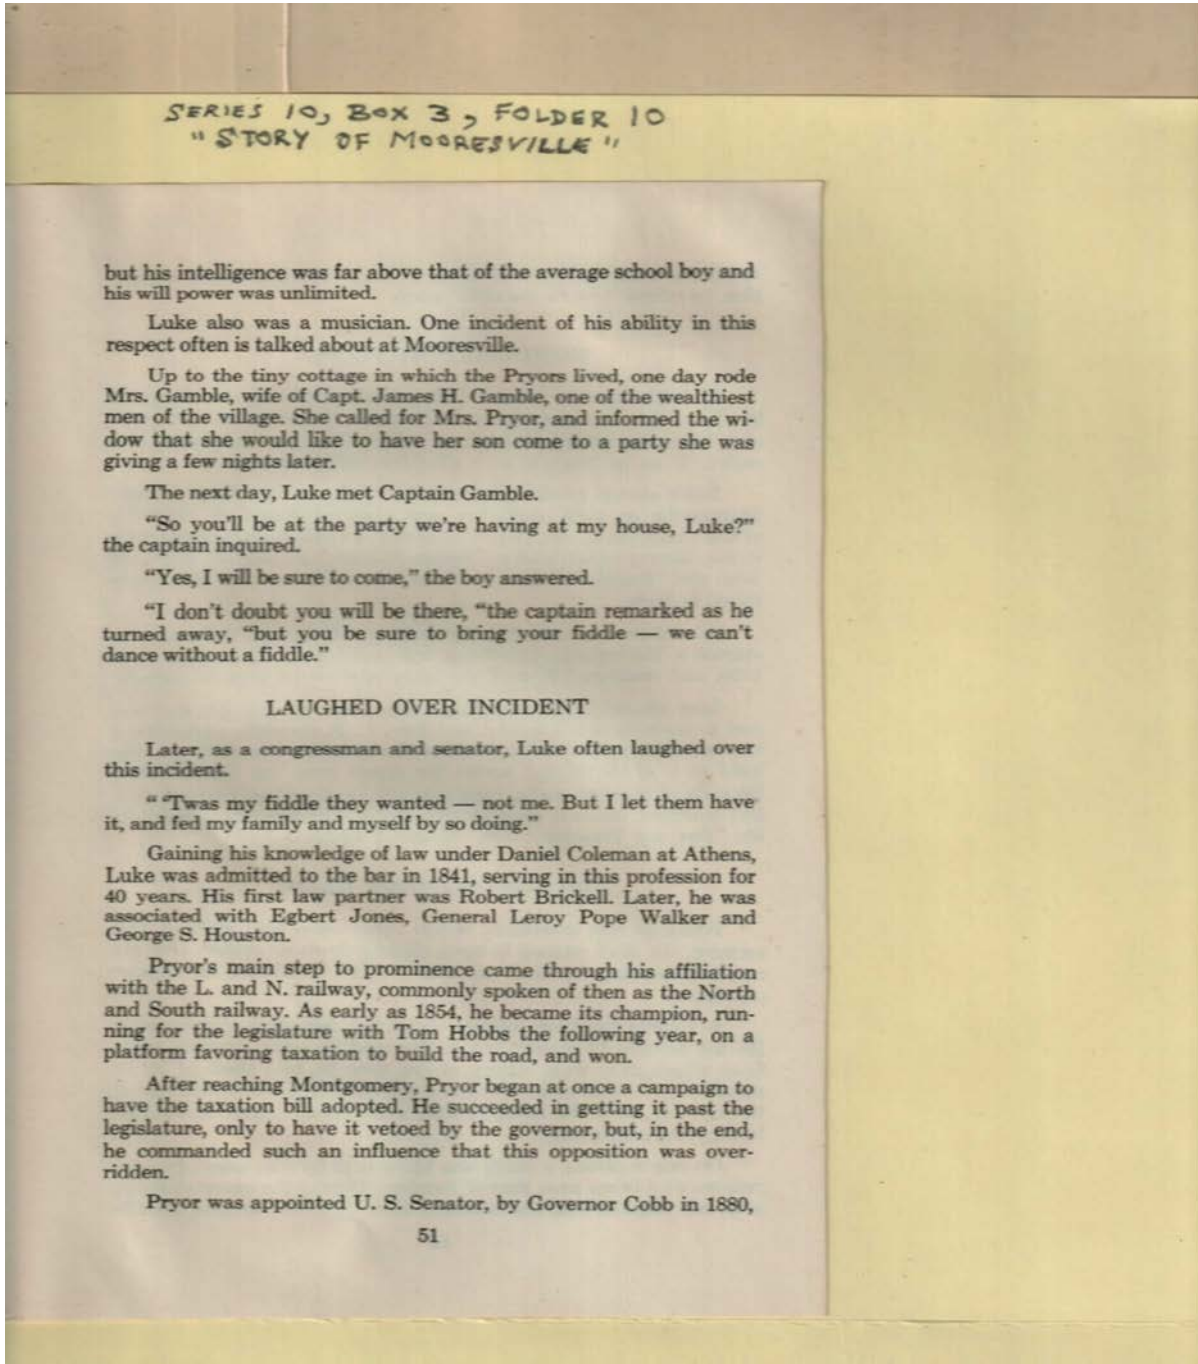 SERIES 10, BOX 3, FOLDER 10
"STORY OF MOORESVILLE"
but his intelligence was far above that of the average school boy and
his will power was unlimited.
Luke also was a musician. One incident of his ability in this
respect often is talked about at Mooresville.
Up to the tiny cottage in which the Pryors lived, one day rode
Mrs. Gamble, wife of Capt. James H. Gamble, one of the wealthiest
men of the village. She called for Mrs. Pryor, and informed the wi-
dow that she would like to have her son come to a party she was
giving a few nights later.
The next day, Luke met Captain Gamble.
“So you'll be at the party we're having at my house, Luke?”
the captain inquired.
“Yes, I will be sure to come,” the boy answered.
“I don't doubt you will be there, “the captain remarked as he
turned away, “but you be sure to bring your fiddle — we can't
dance without a fiddle.”
LAUGHED OVER INCIDENT
Later, as a congressman and senator, Luke often laughed over
this incident.
“ 'Twas my fiddle they wanted — not me. But I let them have
it, and fed my family and myself by so doing.”
Gaining his knowledge of law under Daniel Coleman at Athens,
Luke was admitted to the bar in 1841, serving in this profession for
40 years. His first law partner was Robert Brickell. Later, he was
associated with Egbert Jones, General Leroy Pope Walker and
George S. Houston.
Pryor's main step to prominence came through his affiliation
with the L. and N. railway, commonly spoken of then as the North
and South railway. As early as 1854, he became its champion, run-
ning for the legislature with Tom Hobbs the following year, on a
platform favoring taxation to build the road, and won.
After reaching Montgomery, Pryor began at once a campaign to
have the taxation bill adopted. He succeeded in getting it past the
legislature, only to have it vetoed by the governor, but, in the end,
he commanded such an influence that this opposition was over-
ridden.
Pryor was appointed U. S. Senator, by Governor Cobb in 1880,
51